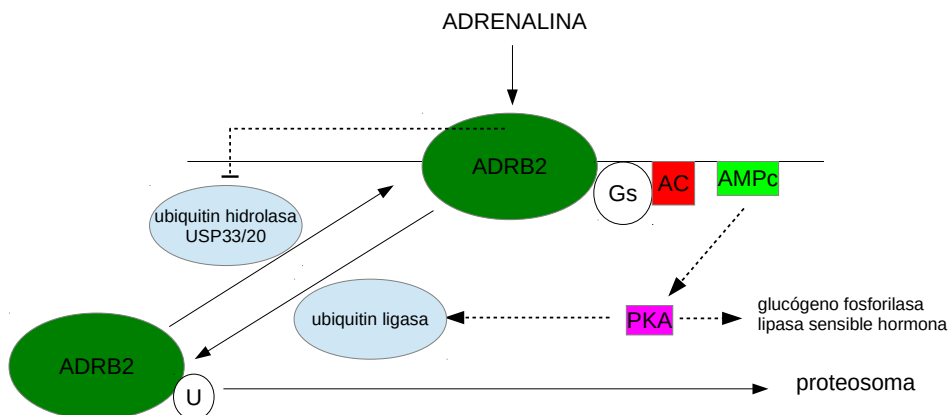 ADRENALINA
ADRB2
Gs
AC
AMPc
ubiquitin hidrolasa
USP33/20
ubiquitin ligasa
PKA
glucógeno fosforilasa
lipasa sensible hormona
ADRB2
U
proteosoma